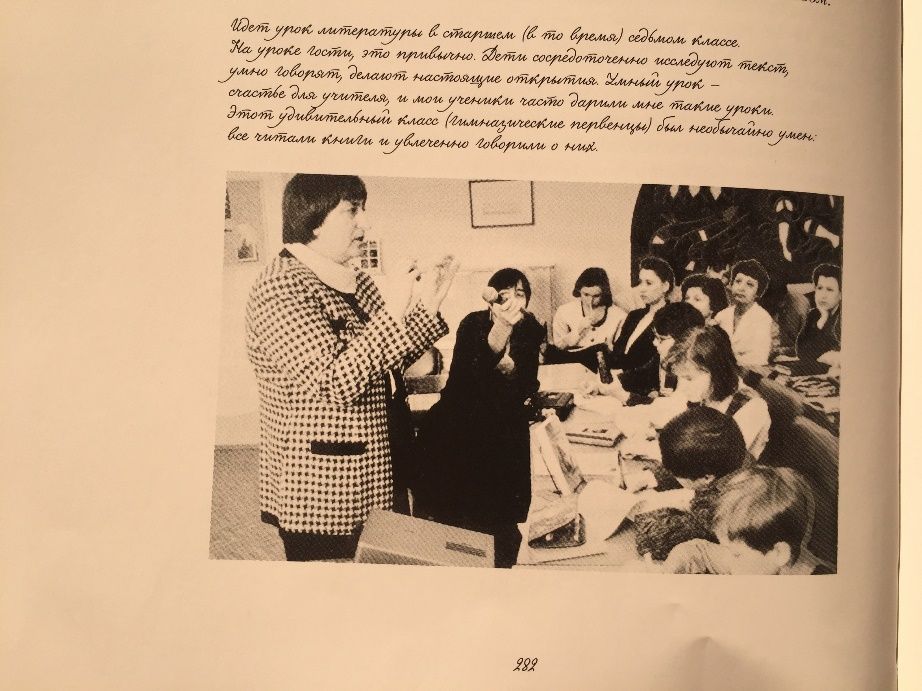 Идет урок литературы в старшем (в то время) седьмом классе.
На уроке гости, это привычно. Дети сосредоточенно исследуют текст,
умно говорят, делают настоящие открытия. Умный урок –
счастье для учителя, и мои ученики часто дарили мне такие уроки.
Этот удивительный класс (гимназические первенцы) был необычайно умен:
все читали книги и увлеченно говорили о них.
282